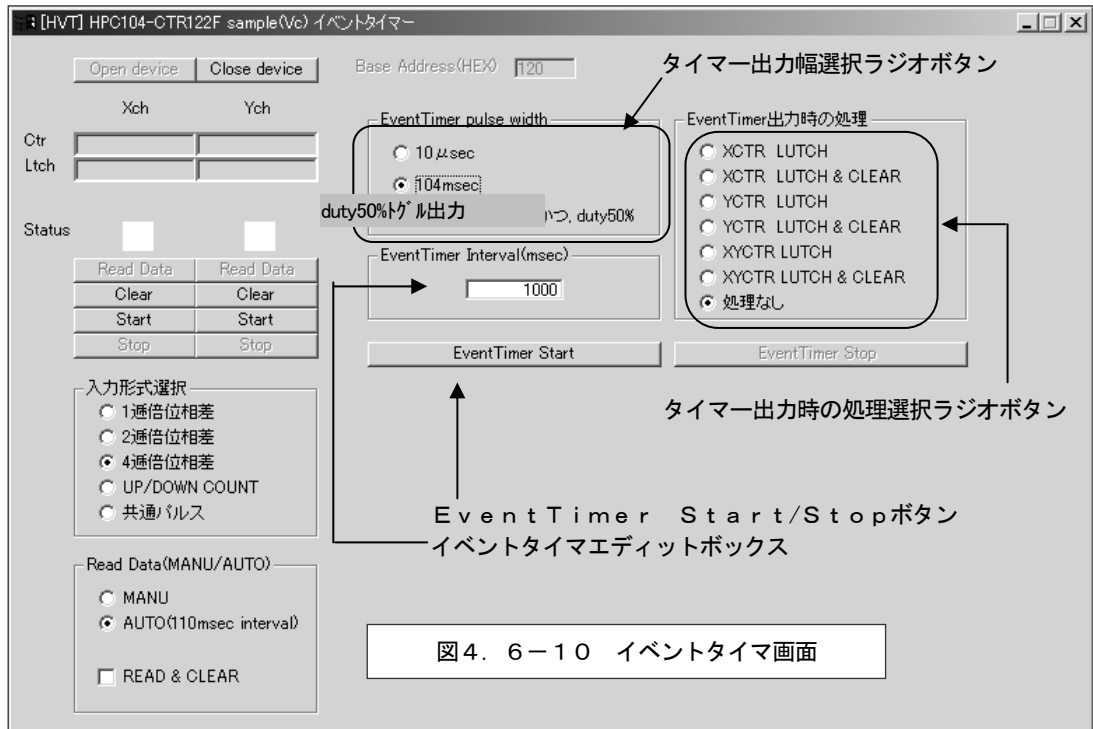 [HVT] HPC104-CTR122F sample(Vc) イベントタイマー
Open device
Close device
Base Address(HEX)
120
タイマー出力幅選択ラジオボタン
Xch
Ych
Ctr
Ltch
Status
Read Data
Read Data
Clear
Clear
Start
Start
Stop
Stop
EventTimer pulse width
10μsec
104msec
duty50%ﾄｸﾞﾙ出力
かつ, duty50%
EventTimer出力時の処理
XCTR LUTCH
XCTR LUTCH & CLEAR
YCTR LUTCH
YCTR LUTCH & CLEAR
XYCTR LUTCH
XYCTR LUTCH & CLEAR
処理なし
EventTimer Interval(msec)
1000
EventTimer Start
EventTimer Stop
タイマー出力時の処理選択ラジオボタン
入力形式選択
1逓倍位相差
2逓倍位相差
4逓倍位相差
UP/DOWN COUNT
共通パルス
ＥｖｅｎｔＴｉｍｅｒ Ｓｔａｒｔ/Ｓｔｏｐボタン
イベントタイマエディットボックス
Read Data(MANU/AUTO)
MANU
AUTO(110msec interval)
READ & CLEAR
図４．６－１０ イベントタイマ画面